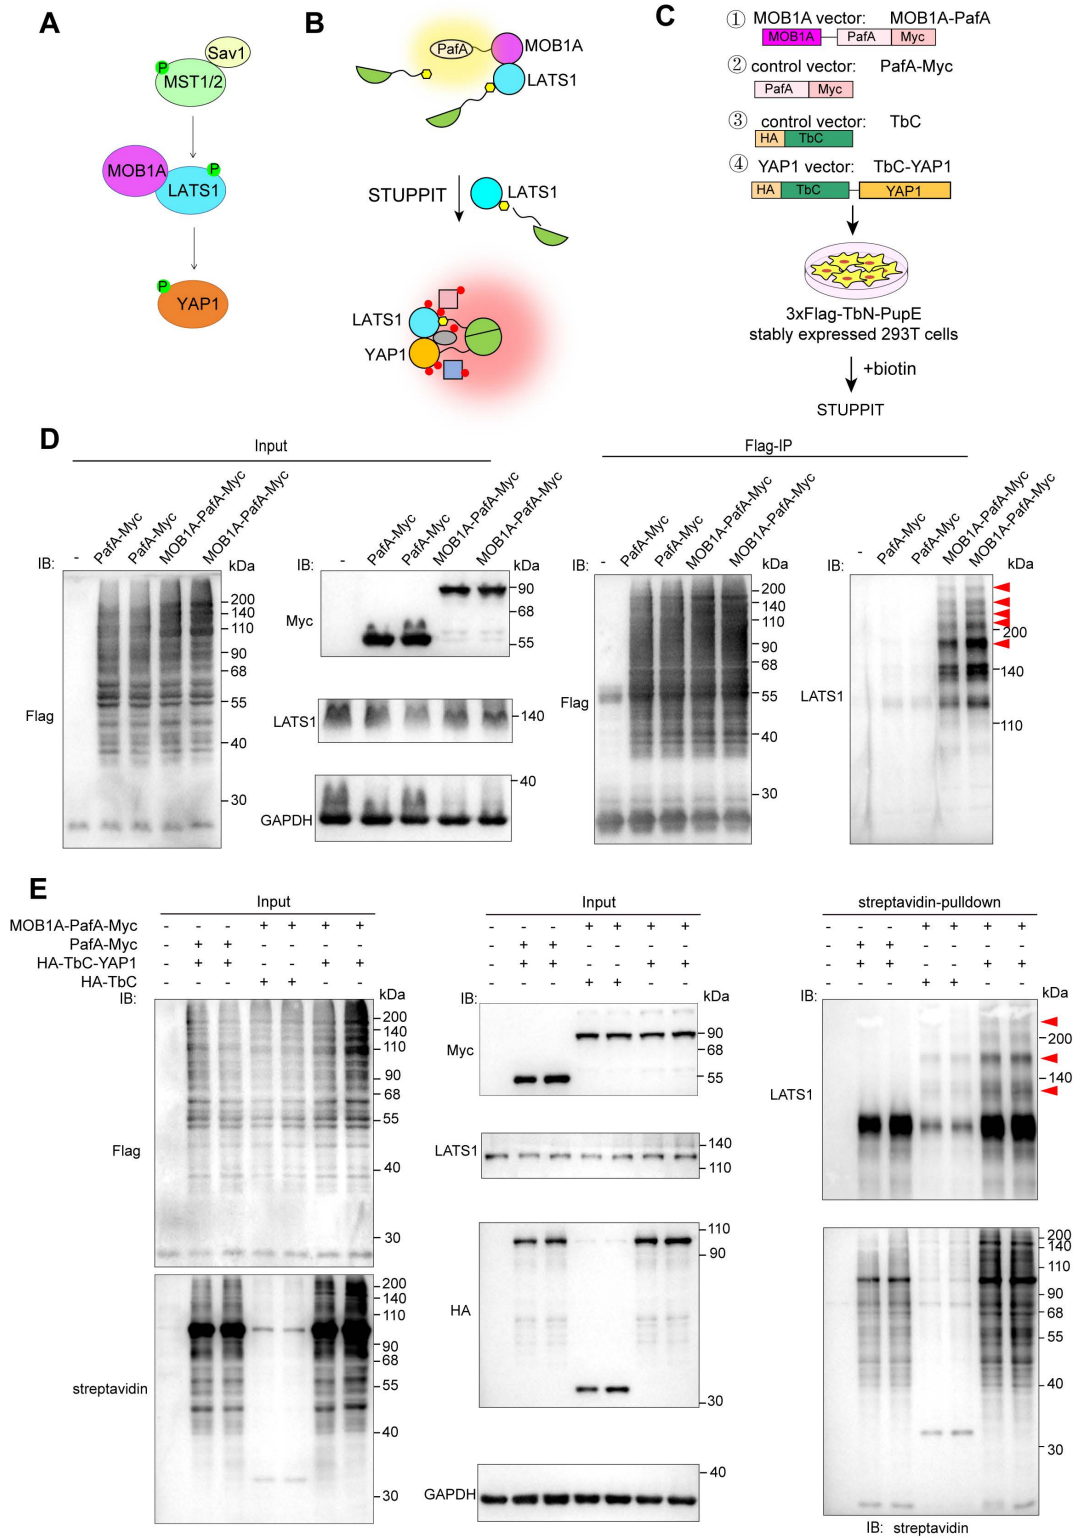 A
Sav1
P
MST1/2
MOB1A
P
LATS1
P
YAP1
B
PafA
MOB1A
LATS1
STUPPIT
LATS1
LATS1
YAP1
C
① MOB1A vector: MOB1A-PafA
MOB1A PafA Myc
② control vector: PafA-Myc
PafA Myc
③ control vector: TbC
HA TbC
④ YAP1 vector: TbC-YAP1
HA TbC YAP1
3xFlag-TbN-PupE
stably expressed 293T cells
+biotin
STUPPIT
D
Input
IB: - PafA-Myc PafA-Myc MOB1A-PafA-Myc MOB1A-PafA-Myc kDa
Flag
200
140
110
90
68
55
40
30
IB: - PafA-Myc PafA-Myc MOB1A-PafA-Myc MOB1A-PafA-Myc kDa
Myc
90
68
55
LATS1 140
40
GAPDH
Flag-IP
IB: - PafA-Myc PafA-Myc MOB1A-PafA-Myc MOB1A-PafA-Myc kDa
Flag
200
140
110
90
68
55
40
30
IB: - PafA-Myc PafA-Myc MOB1A-PafA-Myc MOB1A-PafA-Myc kDa
LATS1
200
140
110
E
Input
MOB1A-PafA-Myc - - - + + + +
PafA-Myc - + + - - - -
HA-TbC-YAP1 - + + - - + +
HA-TbC - - - + + - -
IB: kDa
Flag
200
140
110
90
68
55
40
30
streptavidin
200
140
110
90
68
55
40
30
Input
- - - + + + +
- + + - - - -
- + + - - + +
- - - + + - -
IB: kDa
Myc
90
68
55
LATS1
140
110
HA
110
90
30
40
GAPDH
streptavidin-pulldown
- - - + + + +
- + + - - - -
- + + - - + +
- - - + + - -
IB: kDa
LATS1
200
140
200
140
110
90
68
55
40
30
IB: streptavidin